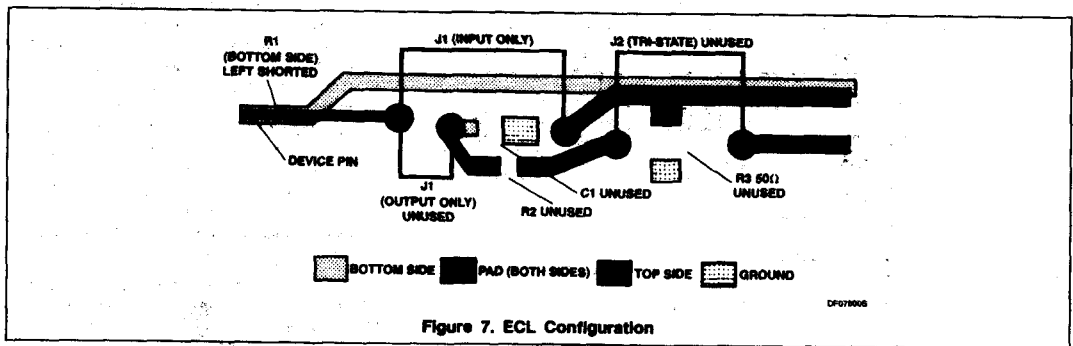 R1
(BOTTOM SIDE)
LEFT SHORTED
J1 (INPUT ONLY)
J2 (TRI-STATE) UNUSED
DEVICE PIN
J1
(OUTPUT ONLY)
UNUSED
R2 UNUSED
C1 UNUSED
R3 50Ω
UNUSED
BOTTOM SIDE
PAD (BOTH SIDES)
TOP SIDE
GROUND
Figure 7. ECL Configuration